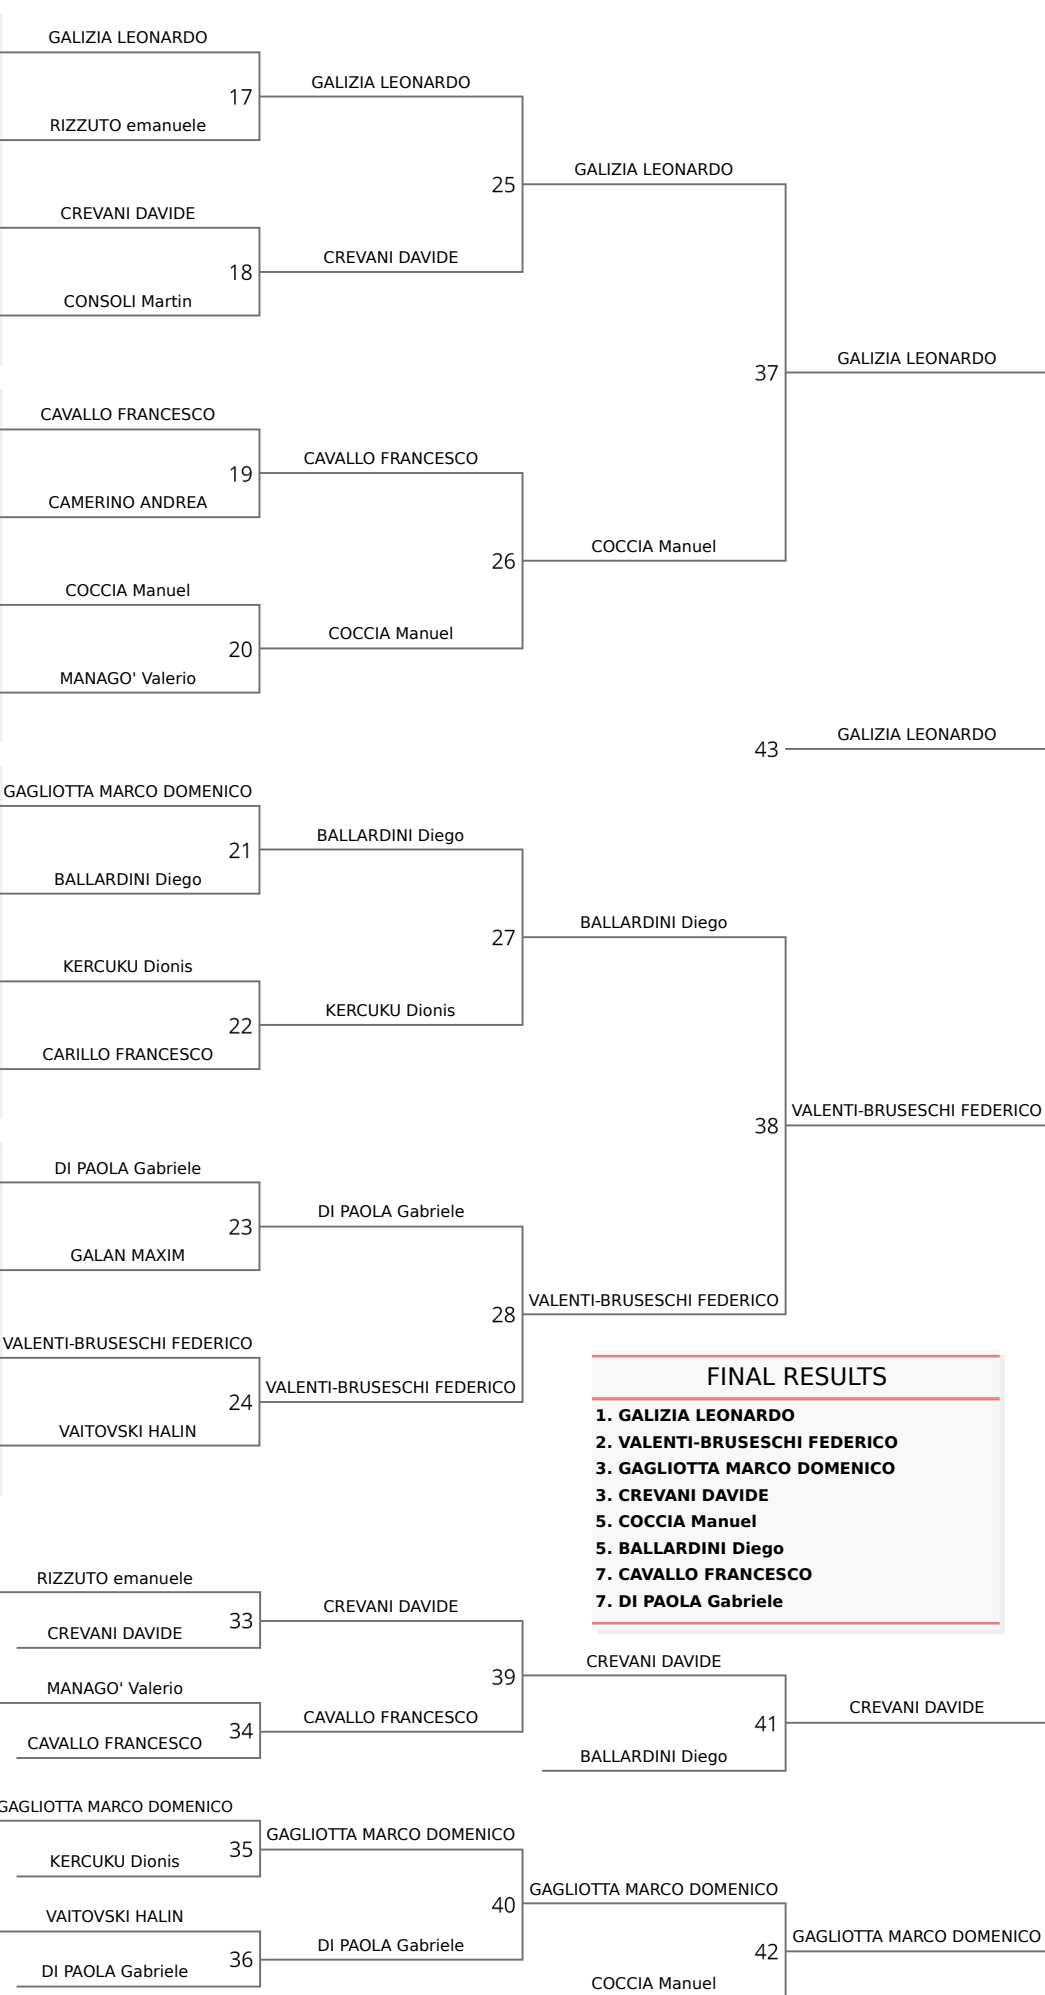 GALIZIA LEONARDO
17
GALIZIA LEONARDO
RIZZUTO emanuele
25
GALIZIA LEONARDO
CREVANI DAVIDE
18
CREVANI DAVIDE
CONSOLI Martin
37
GALIZIA LEONARDO
CAVALLO FRANCESCO
19
CAVALLO FRANCESCO
CAMERINO ANDREA
26
COCCIA Manuel
COCCIA Manuel
20
COCCIA Manuel
MANAGO' Valerio
43
GALIZIA LEONARDO
GAGLIOTTA MARCO DOMENICO
21
BALLARDINI Diego
BALLARDINI Diego
27
BALLARDINI Diego
KERCUKU Dionis
22
KERCUKU Dionis
CARILLO FRANCESCO
38
VALENTI-BRUSESCHI FEDERICO
DI PAOLA Gabriele
23
DI PAOLA Gabriele
GALAN MAXIM
28
VALENTI-BRUSESCHI FEDERICO
VALENTI-BRUSESCHI FEDERICO
24
VALENTI-BRUSESCHI FEDERICO
VAITOVSKI HALIN
FINAL RESULTS
1. GALIZIA LEONARDO
2. VALENTI-BRUSESCHI FEDERICO
3. GAGLIOTTA MARCO DOMENICO
3. CREVANI DAVIDE
5. COCCIA Manuel
5. BALLARDINI Diego
7. CAVALLO FRANCESCO
7. DI PAOLA Gabriele
RIZZUTO emanuele
33
CREVANI DAVIDE
CREVANI DAVIDE
39
CREVANI DAVIDE
MANAGO' Valerio
34
CAVALLO FRANCESCO
CAVALLO FRANCESCO
41
CREVANI DAVIDE
BALLARDINI Diego
GAGLIOTTA MARCO DOMENICO
35
GAGLIOTTA MARCO DOMENICO
KERCUKU Dionis
40
GAGLIOTTA MARCO DOMENICO
VAITOVSKI HALIN
36
DI PAOLA Gabriele
DI PAOLA Gabriele
42
GAGLIOTTA MARCO DOMENICO
COCCIA Manuel